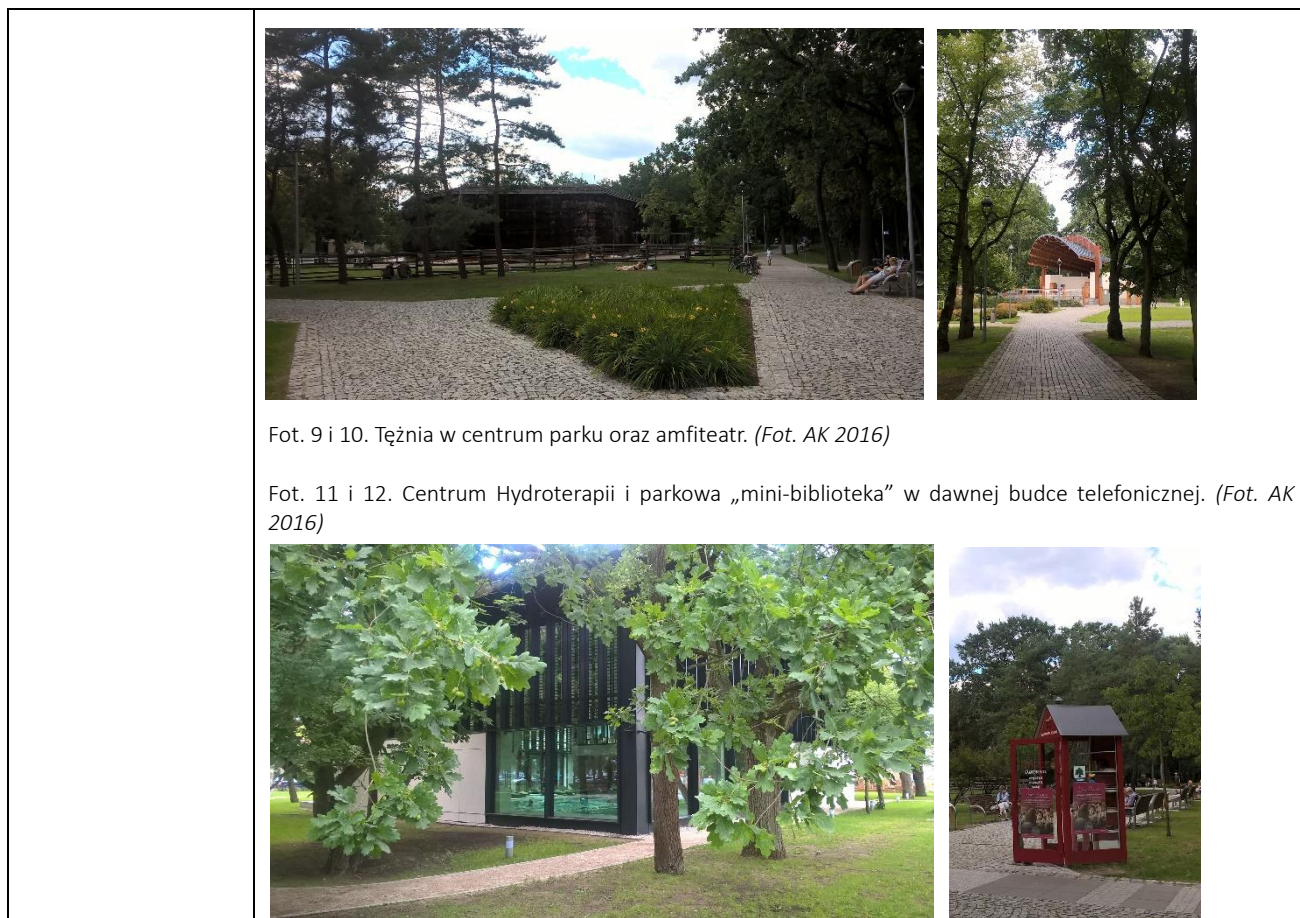 Fot. 9 i 10. Tężnia w centrum parku oraz amfiteatr. (Fot. AK 2016)
Fot. 11 i 12. Centrum Hydroterapii i parkowa „mini-biblioteka” w dawnej budce telefonicznej. (Fot. AK
2016)